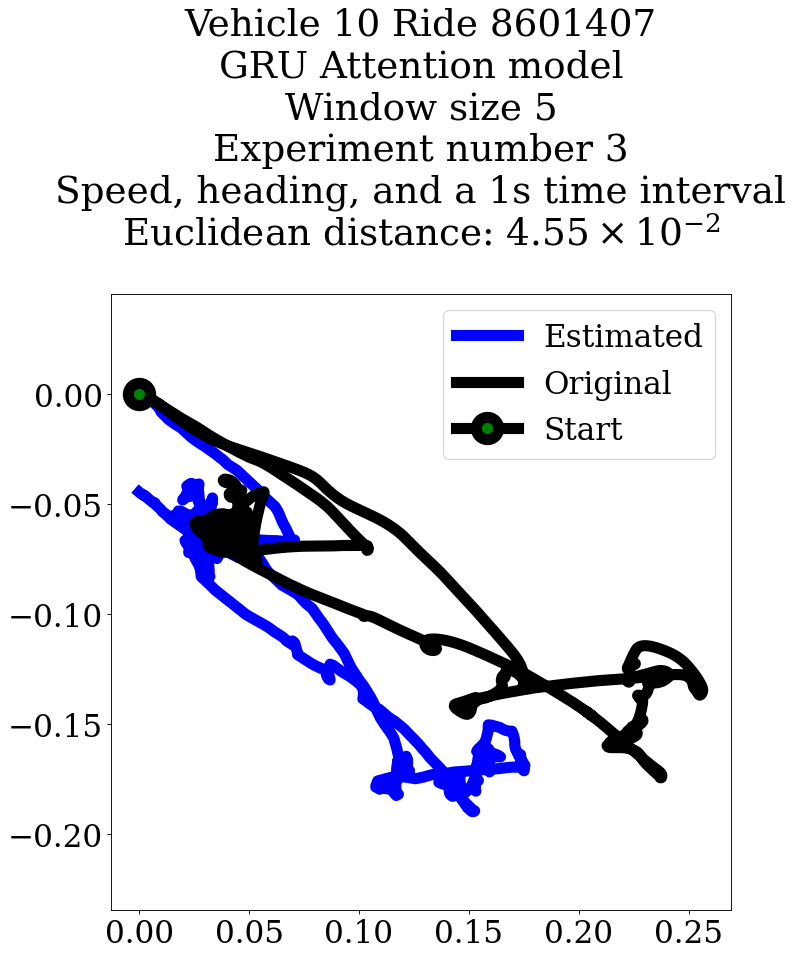 Vehicle 10 Ride 8601407
GRU Attention model
Window size 5
Experiment number 3
Speed, heading, and a 1s time interval
Euclidean distance: 4.55 × 10⁻²
Estimated
Original
Start
0.00
−0.05
−0.10
−0.15
−0.20
0.00 0.05 0.10 0.15 0.20 0.25